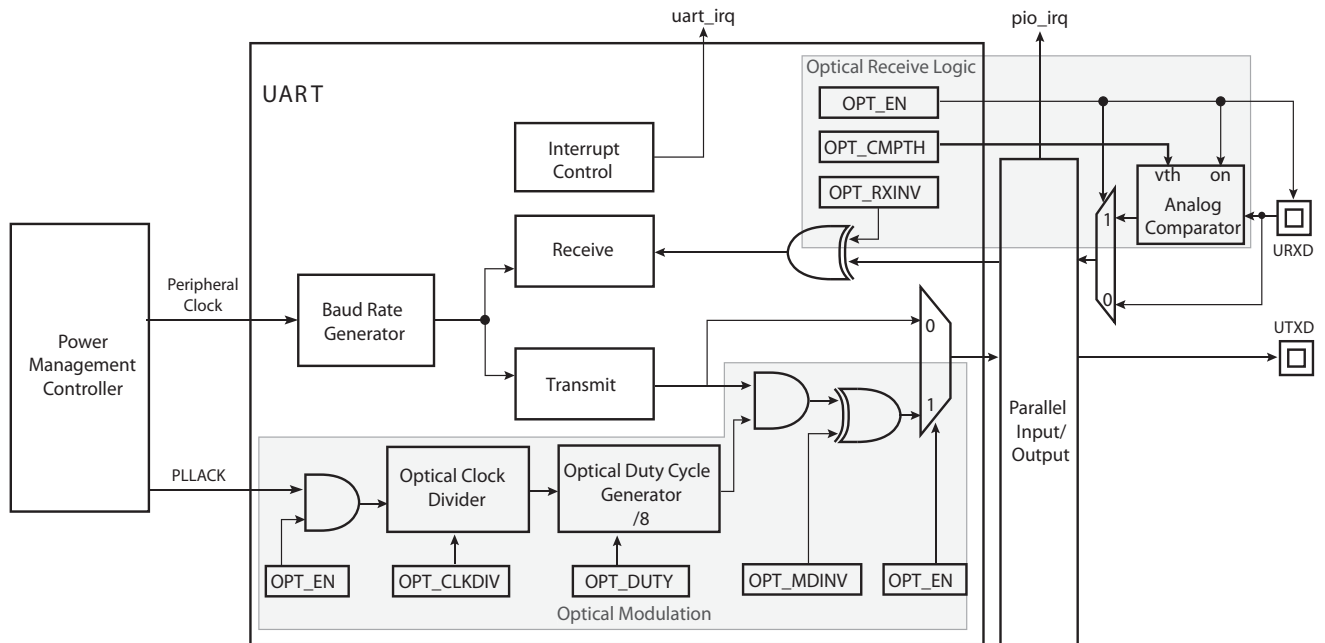 uart_irq
pio_irq
Optical Receive Logic
UART
OPT_EN
OPT_CMPTH
Interrupt
Control
vth
on
OPT_RXINV
Analog
Comparator
1
Receive
URXD
Peripheral
Clock
0
Baud Rate
Generator
0
UTXD
Power
Management
Controller
Transmit
1
Parallel
Input/
Output
PLLACK
Optical Clock
Divider
Optical Duty Cycle
Generator
/8
OPT_EN
OPT_CLKDIV
OPT_DUTY
OPT_MDINV
OPT_EN
Optical Modulation